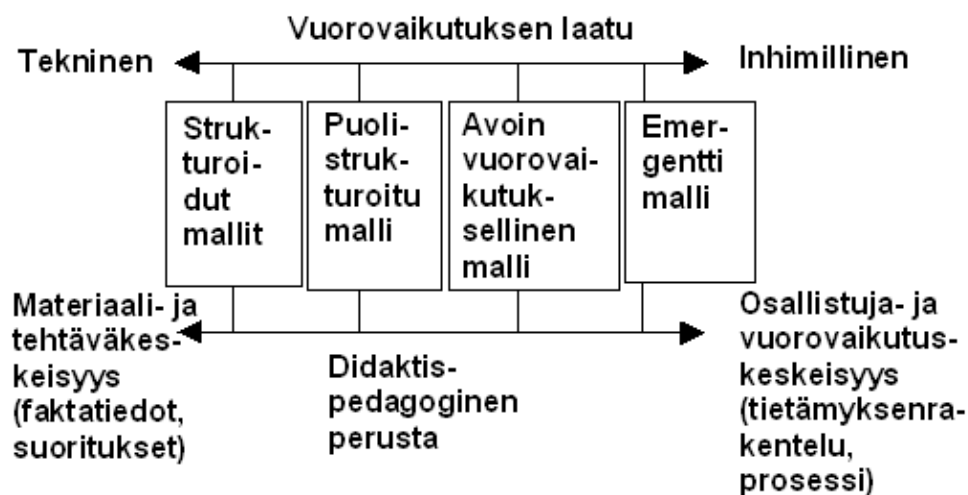 Vuorovaikutuksen laatu
Tekninen
Inhimillinen
Struk-
turoi-
dut
mallit
Puoli-
struk-
turoitu
malli
Avoin
vuorovai-
kutuk-
sellinen
malli
Emer-
gentti
malli
Materiaali- ja
tehtäväkes-
keisyys
(faktatiedot,
suoritukset)
Didaktis-
pedagoginen
perusta
Osallistuja- ja
vuorovaikutus-
keskeisyys
(tietämyksenra-
kentelu,
prosessi)